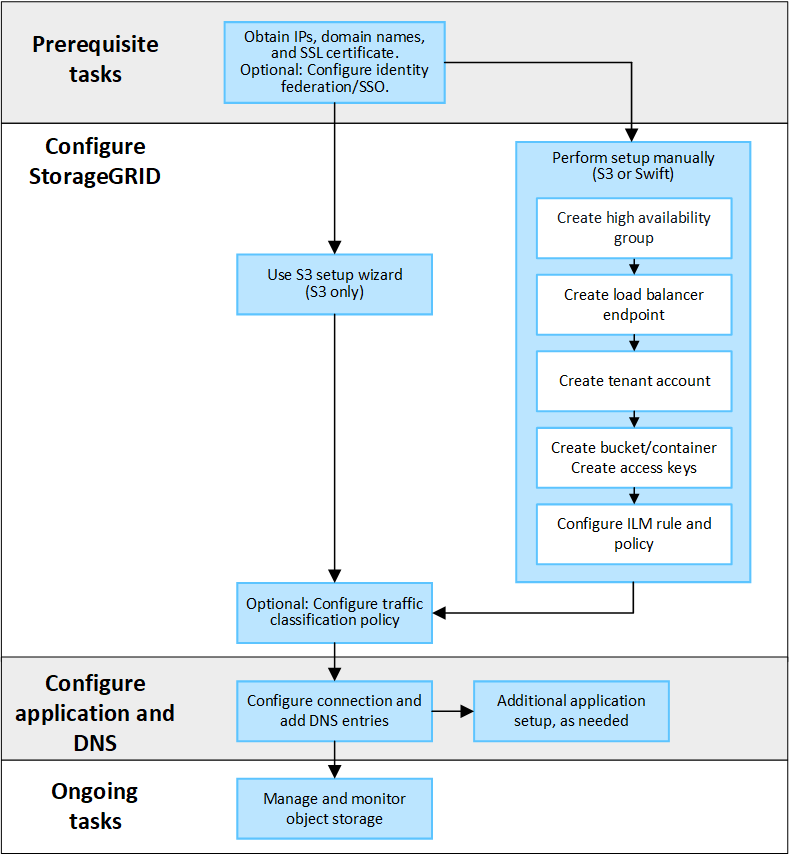 Prerequisite
tasks
Obtain IPs, domain names,
and SSL certificate.
Optional: Configure identity
federation/SSO.
Configure
StorageGRID
Perform setup manually
(S3 or Swift)
Create high availability
group
Create load balancer
endpoint
Create tenant account
Create bucket/container
Create access keys
Configure ILM rule and
policy
Use S3 setup wizard
(S3 only)
Optional: Configure traffic
classification policy
Configure
application and
DNS
Configure connection and
add DNS entries
Additional application
setup, as needed
Ongoing
tasks
Manage and monitor
object storage